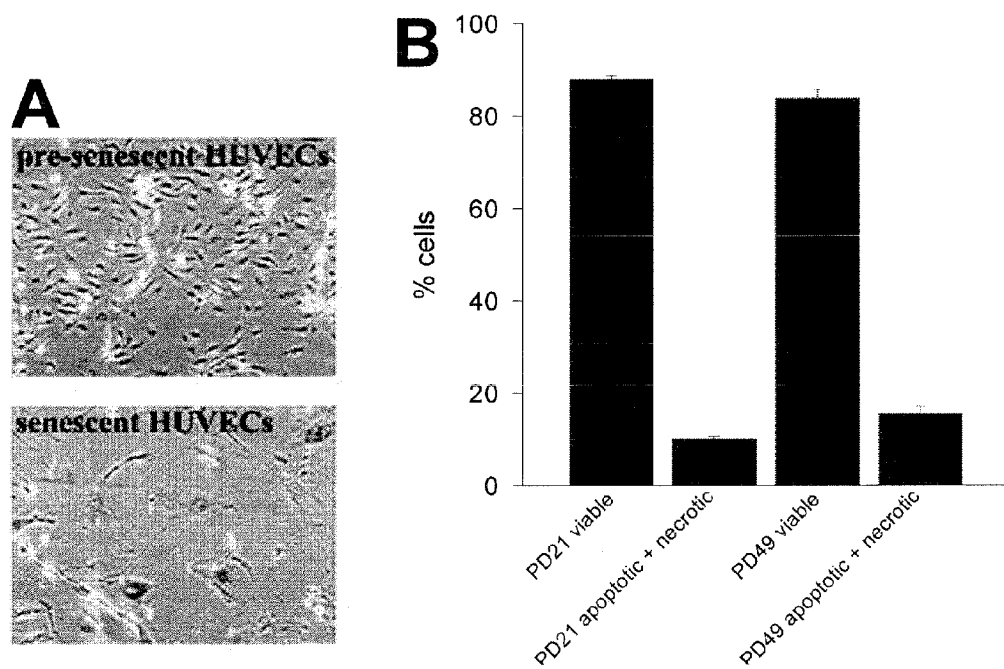 A
pre-senescent HUVECs
senescent HUVECs
B
% cells
100
80
60
40
20
0
PD21 viable
PD21 apoptotic + necrotic
PD49 viable
PD49 apoptotic + necrotic